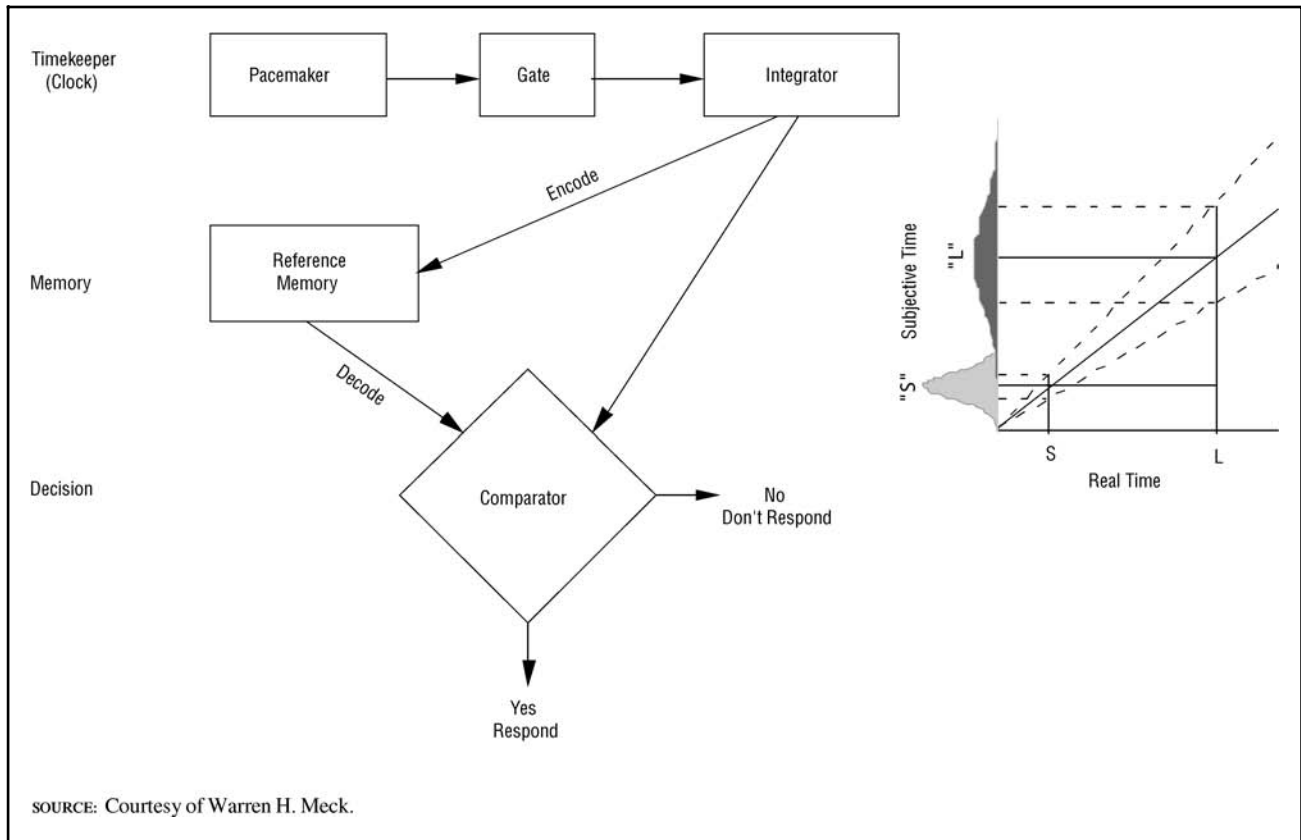 Timekeeper
(Clock)
Pacemaker
Gate
Integrator
Encode
Memory
Reference
Memory
Decode
Decision
Comparator
No
Don't Respond
Yes
Respond
Subjective Time
"L"
"S"
S
L
Real Time
SOURCE: Courtesy of Warren H. Meck.